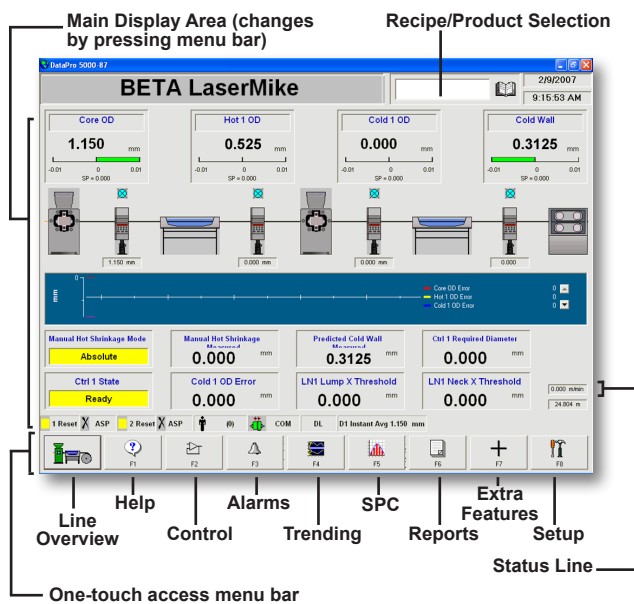 Main Display Area (changes
by pressing menu bar)
Recipe/Product Selection
DataPro 5000-B7
BETA LaserMike
2/9/2007
9:15:53 AM
Core OD
1.150 mm
-0.01 0 0.01
SP = 0.000
Hot 1 OD
0.525 mm
-0.01 0 0.01
SP = 0.000
Cold 1 OD
0.000 mm
-0.01 0 0.01
SP = 0.000
Cold Wall
0.3125 mm
-0.01 0 0.01
SP = 0.000
1.150 mm
0.000 mm
0.000 mm
0.000
mm
0
Core OD Error 0
Hot 1 OD Error 0
Cold 1 OD Error 0
Manual Hot Shrinkage Mode
Absolute
Manual Hot Shrinkage
Measured
0.000 mm
Predicted Cold Wall
Measured
0.3125 mm
Ctrl 1 Required Diameter
0.000 mm
Ctrl 1 State
Ready
Cold 1 OD Error
0.000 mm
LN1 Lump X Threshold
0.000 mm
LN1 Neck X Threshold
0.000 mm
0.000 m/min
24.804 m
1 Reset X ASP 2 Reset X ASP (0) COM DL D1 Instant Avg 1.150 mm
F1
F2
F3
F4
F5
F6
F7
F8
Line
Overview
Help
Control
Alarms
Trending
SPC
Reports
Extra
Features
Setup
Status Line
One-touch access menu bar